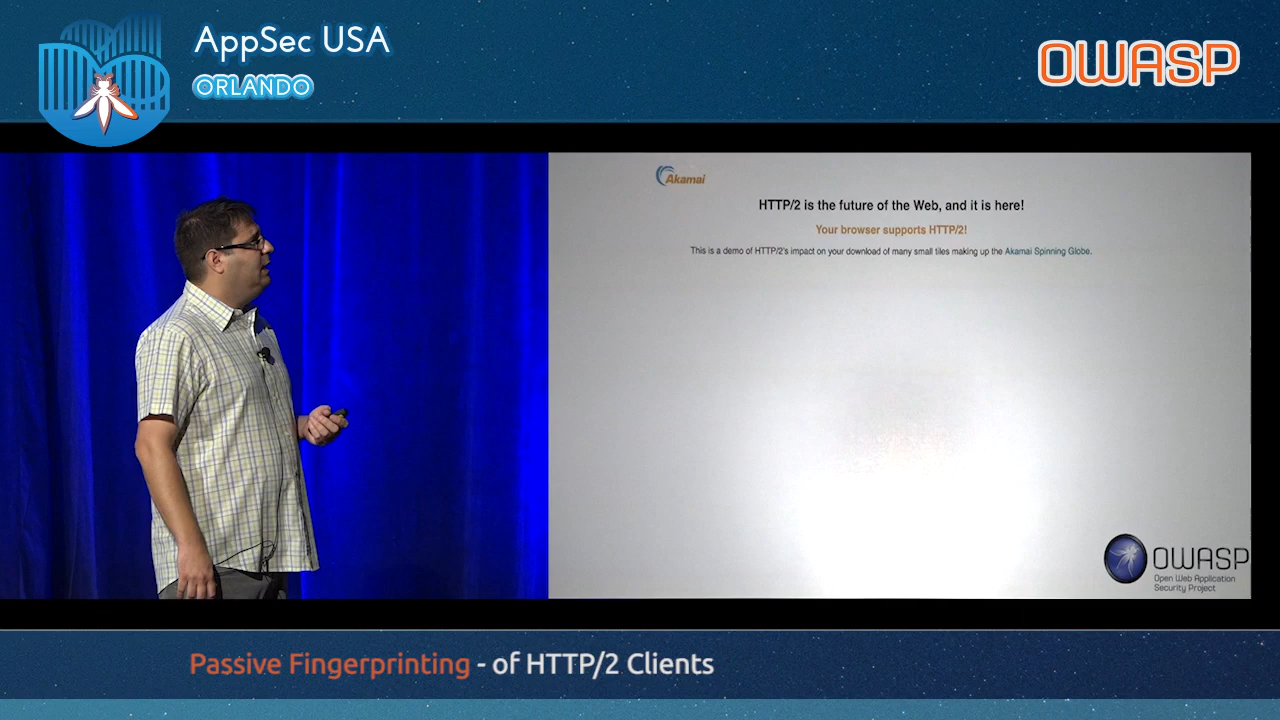 AppSec USA
ORLANDO
OWASP
Akamai
HTTP/2 is the future of the Web, and it is here!
Your browser supports HTTP/2!
This is a demo of HTTP/2's impact on your download of many small tiles making up the Akamai Spinning Globe.
OWASP
Open Web Application
Security Project
Passive Fingerprinting - of HTTP/2 Clients